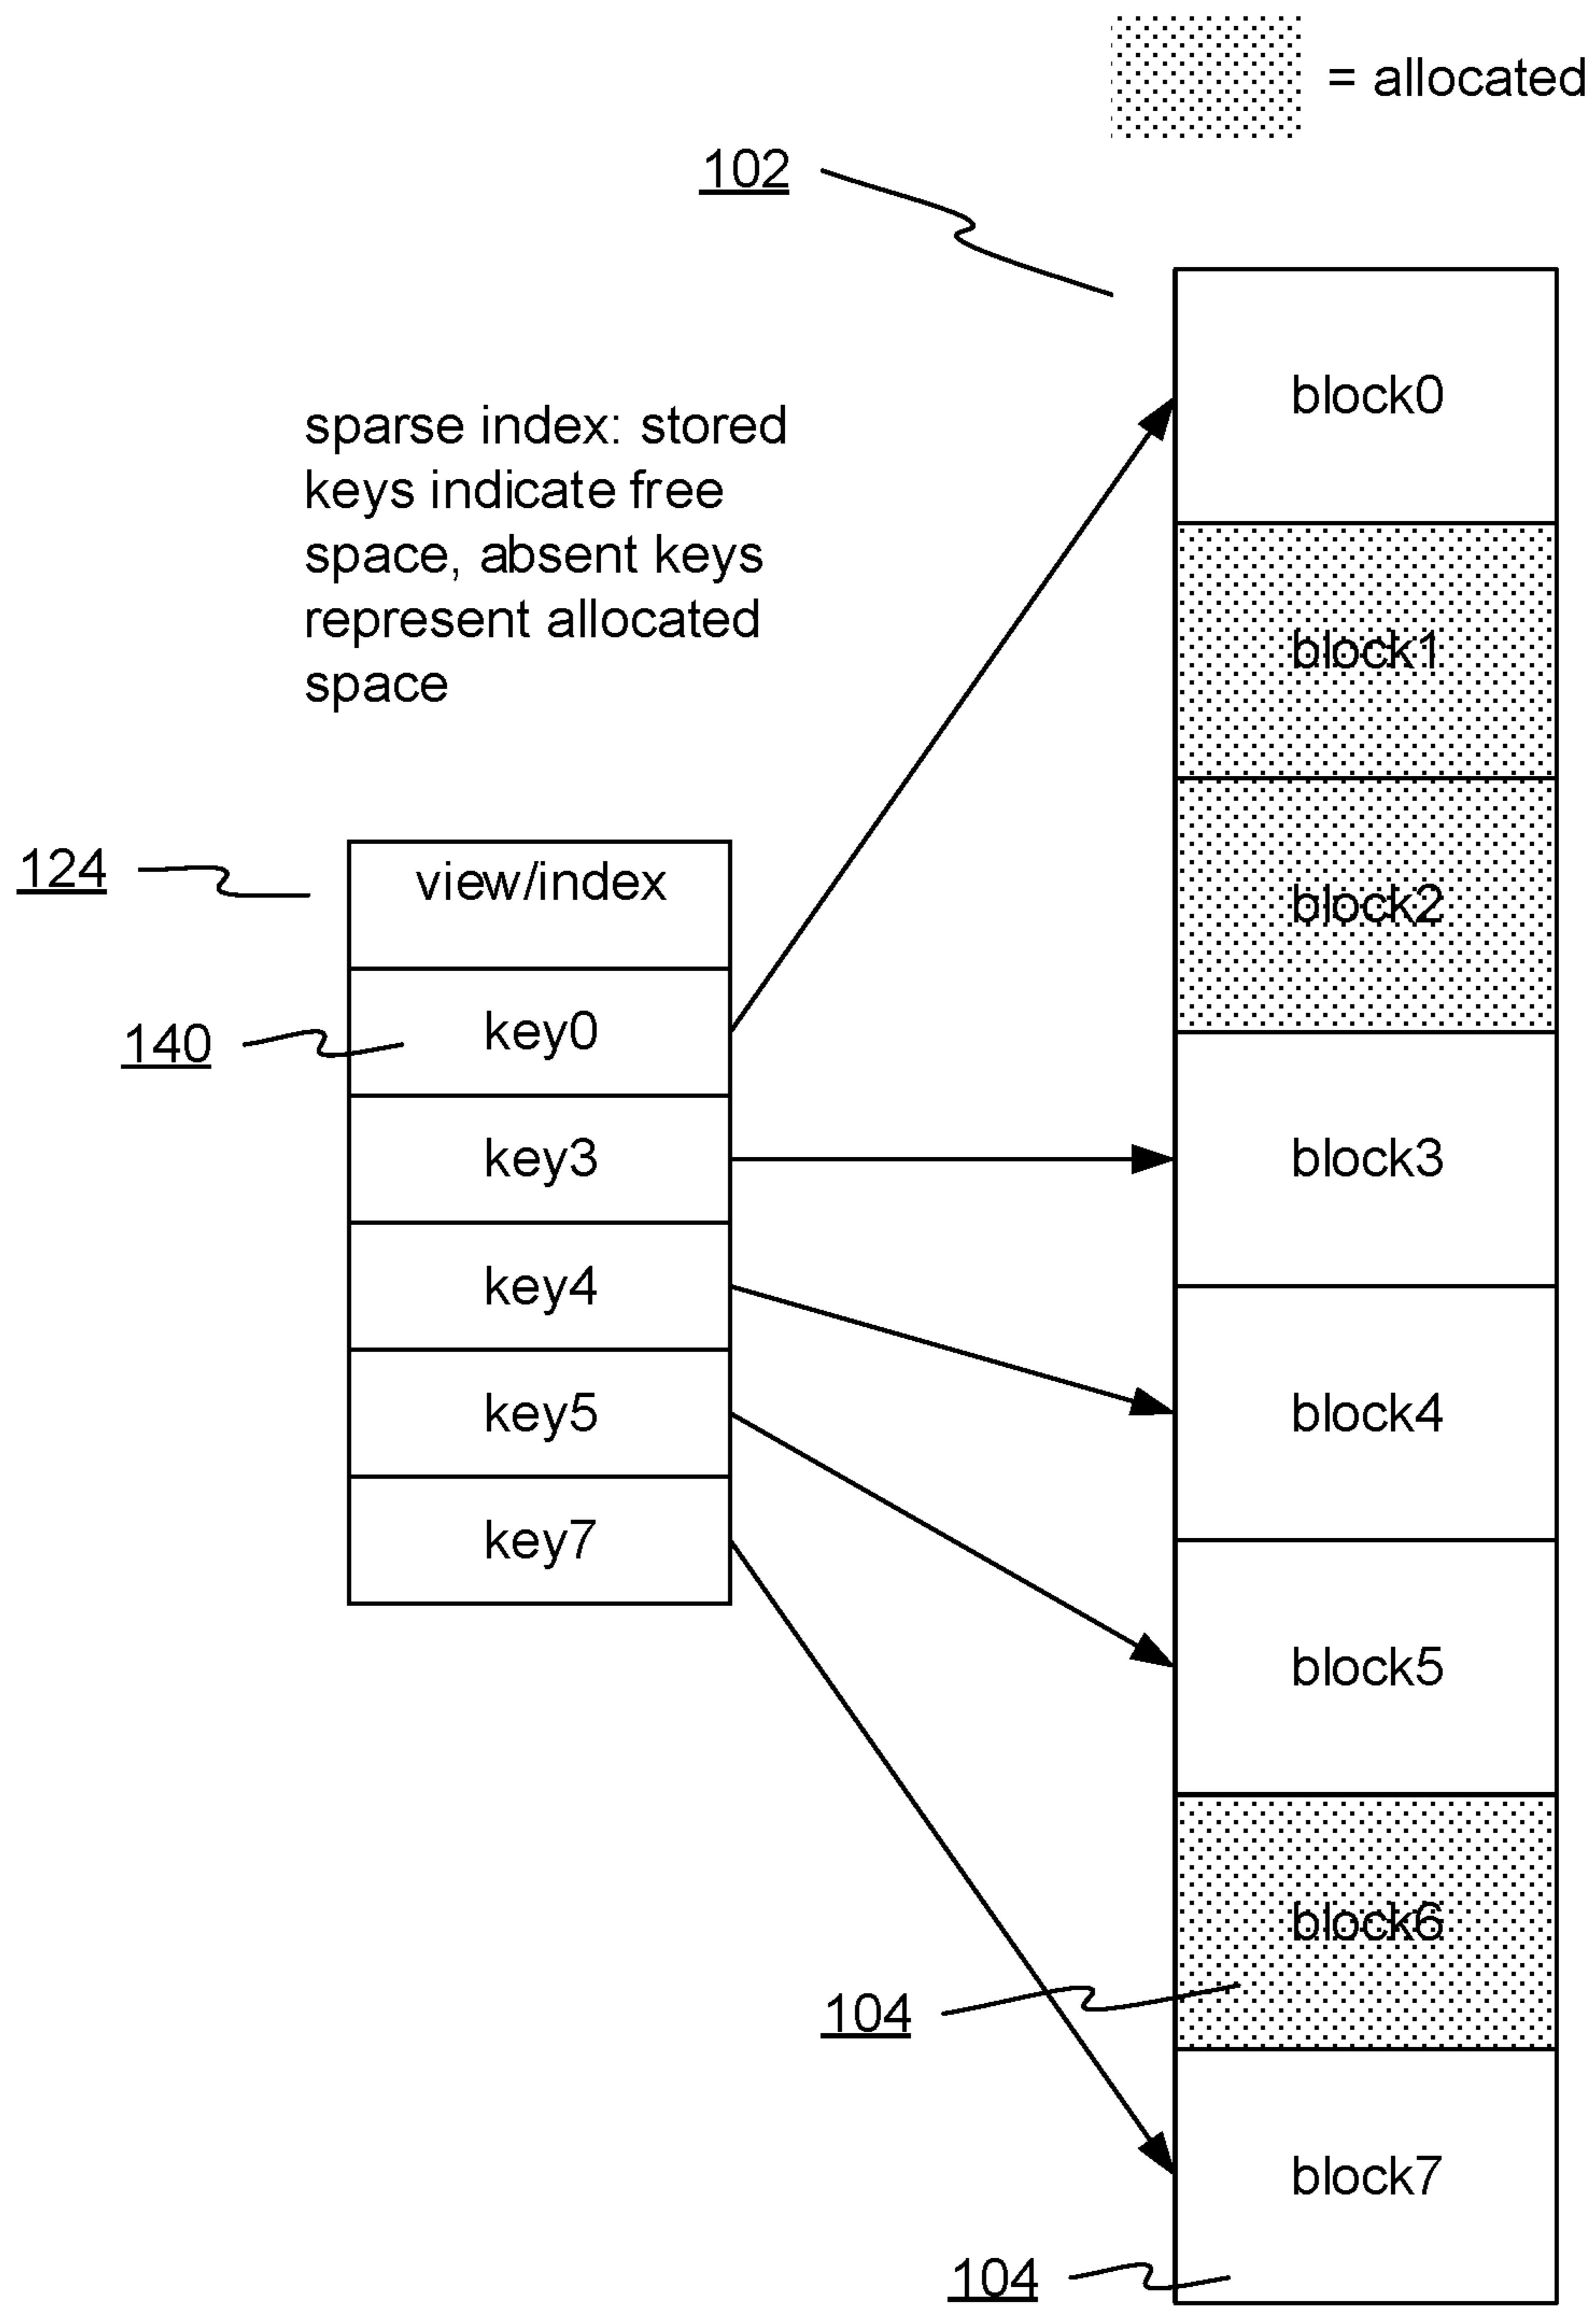 = allocated
102
block0
sparse index: stored
keys indicate free
space, absent keys
represent allocated
space
block1
block2
124
view/index
140
key0
key3
key4
key5
key7
block3
block4
block5
block6
104
block7
104